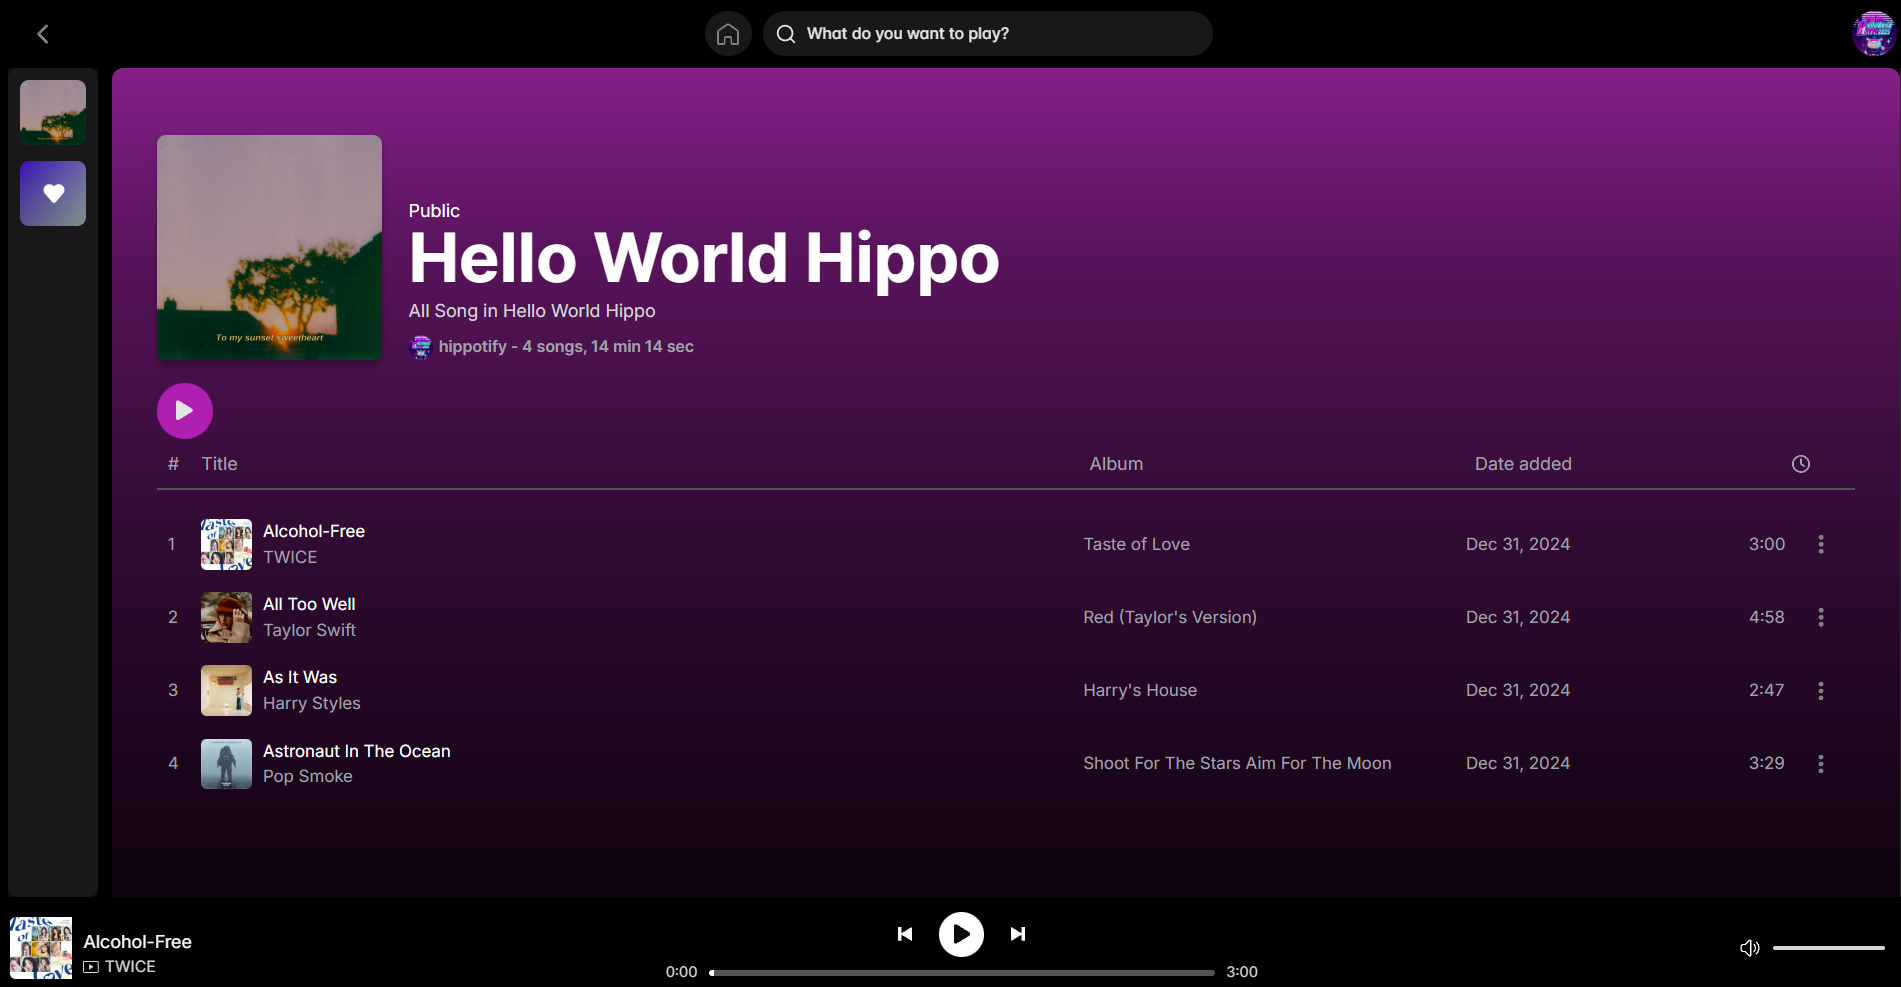 What do you want to play?
Public
Hello World Hippo
All Song in Hello World Hippo
hippotify - 4 songs, 14 min 14 sec
To my sunset sweetheart
# Title Album Date added
1 Alcohol-Free Taste of Love Dec 31, 2024 3:00
TWICE
2 All Too Well Red (Taylor's Version) Dec 31, 2024 4:58
Taylor Swift
3 As It Was Harry's House Dec 31, 2024 2:47
Harry Styles
4 Astronaut In The Ocean Shoot For The Stars Aim For The Moon Dec 31, 2024 3:29
Pop Smoke
Taste
of
Love
Alcohol-Free
TWICE
0:00 3:00